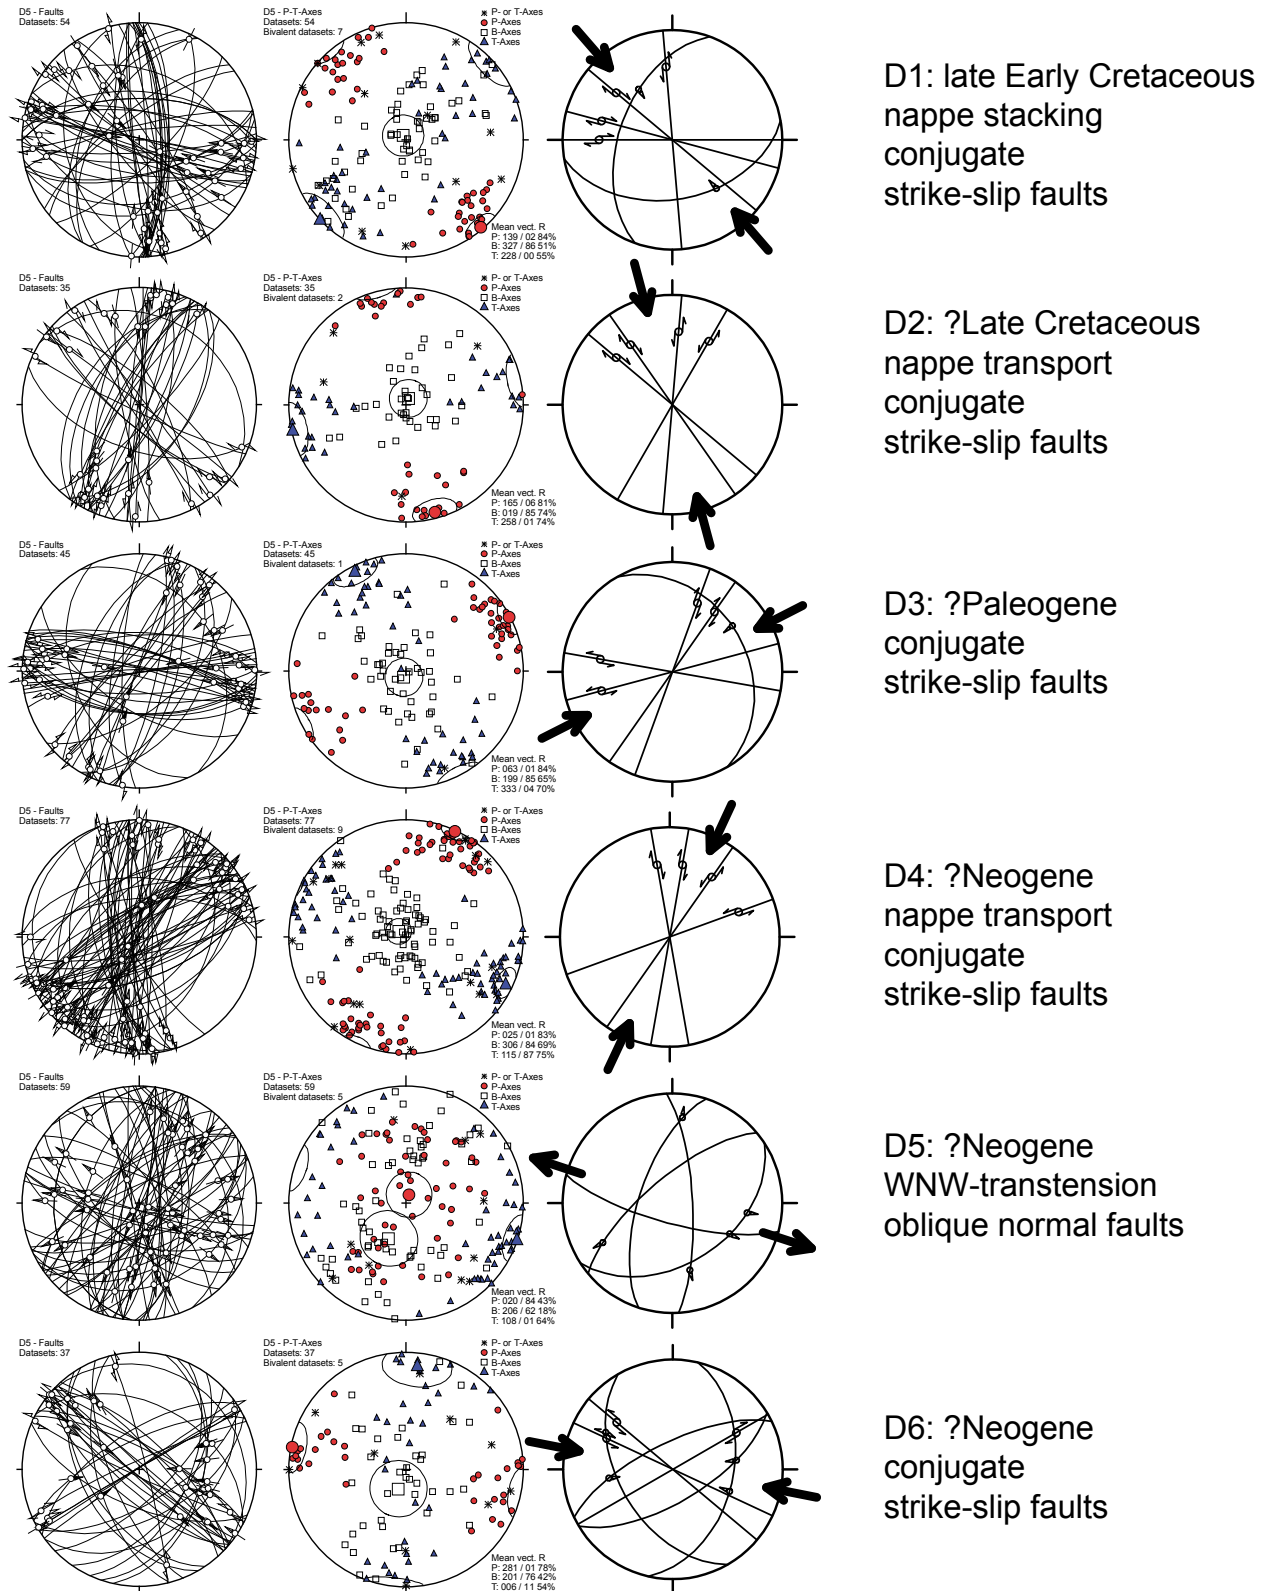 D5 - Faults
Datasets: 54
D5 - P-T-Axes
Datasets: 54
Bivalent datasets: 7
P- or T-Axes
P-Axes
B-Axes
T-Axes
Mean vect. R
P: 139 / 02 84%
B: 327 / 86 51%
T: 228 / 00 55%
D1: late Early Cretaceous
nappe stacking
conjugate
strike-slip faults
D5 - Faults
Datasets: 35
D5 - P-T-Axes
Datasets: 35
Bivalent datasets: 2
P- or T-Axes
P-Axes
B-Axes
T-Axes
Mean vect. R
P: 165 / 06 81%
B: 019 / 85 74%
T: 258 / 01 74%
D2: ?Late Cretaceous
nappe transport
conjugate
strike-slip faults
D5 - Faults
Datasets: 45
D5 - P-T-Axes
Datasets: 45
Bivalent datasets: 1
P- or T-Axes
P-Axes
B-Axes
T-Axes
Mean vect. R
P: 063 / 01 84%
B: 199 / 85 65%
T: 333 / 04 70%
D3: ?Paleogene
conjugate
strike-slip faults
D5 - Faults
Datasets: 77
D5 - P-T-Axes
Datasets: 77
Bivalent datasets: 9
P- or T-Axes
P-Axes
B-Axes
T-Axes
Mean vect. R
P: 025 / 01 83%
B: 306 / 84 69%
T: 115 / 87 75%
D4: ?Neogene
nappe transport
conjugate
strike-slip faults
D5 - Faults
Datasets: 59
D5 - P-T-Axes
Datasets: 59
Bivalent datasets: 5
P- or T-Axes
P-Axes
B-Axes
T-Axes
Mean vect. R
P: 020 / 84 43%
B: 206 / 62 18%
T: 108 / 01 64%
D5: ?Neogene
WNW-transtension
oblique normal faults
D5 - Faults
Datasets: 37
D5 - P-T-Axes
Datasets: 37
Bivalent datasets: 5
P- or T-Axes
P-Axes
B-Axes
T-Axes
Mean vect. R
P: 281 / 01 78%
B: 201 / 76 42%
T: 006 / 11 54%
D6: ?Neogene
conjugate
strike-slip faults